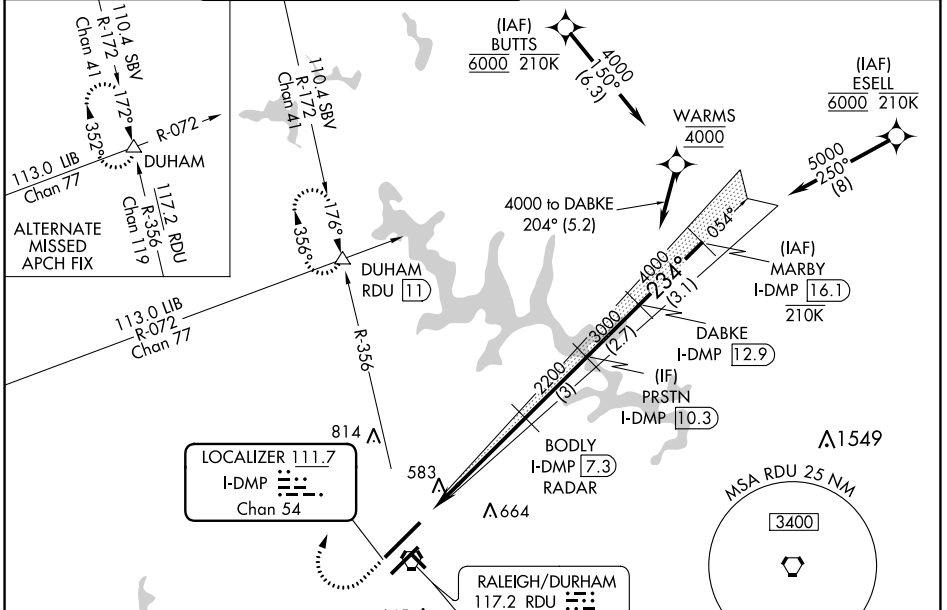 110.4 SBV
R-172
Chan 41
172°
352°
R-072
DUHAM
113.0 LIB
Chan 77
117.2 RDU
R-356
Chan 119
ALTERNATE
MISSED
APCH FIX
110.4 SBV
R-172
Chan 41
176°
356°
DUHAM
RDU 11
113.0 LIB
R-072
Chan 77
R-356
(IAF)
BUTTS
6000 210K
4000
150°
(6.3)
(IAF)
ESELL
6000 210K
5000
250°
(8)
WARMS
4000
4000 to DABKE
204° (5.2)
054°
4000
234°
(3.1)
(IAF)
MARBY
I-DMP 16.1
210K
3000
(2.7)
DABKE
I-DMP 12.9
(IF)
PRSTN
I-DMP 10.3
2200
(3)
BODLY
I-DMP 7.3
RADAR
814
583
664
1549
LOCALIZER 111.7
I-DMP
Chan 54
MSA RDU 25 NM
3400
RALEIGH/DURHAM
117.2 RDU